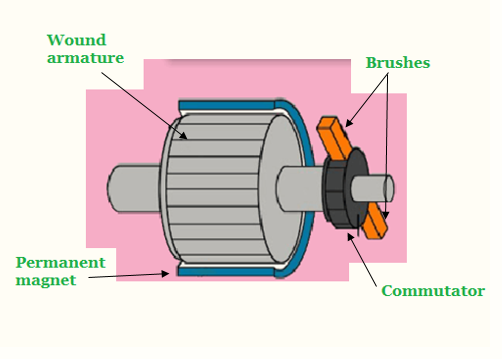 Wound
armature
Brushes
Permanent
magnet
Commutator